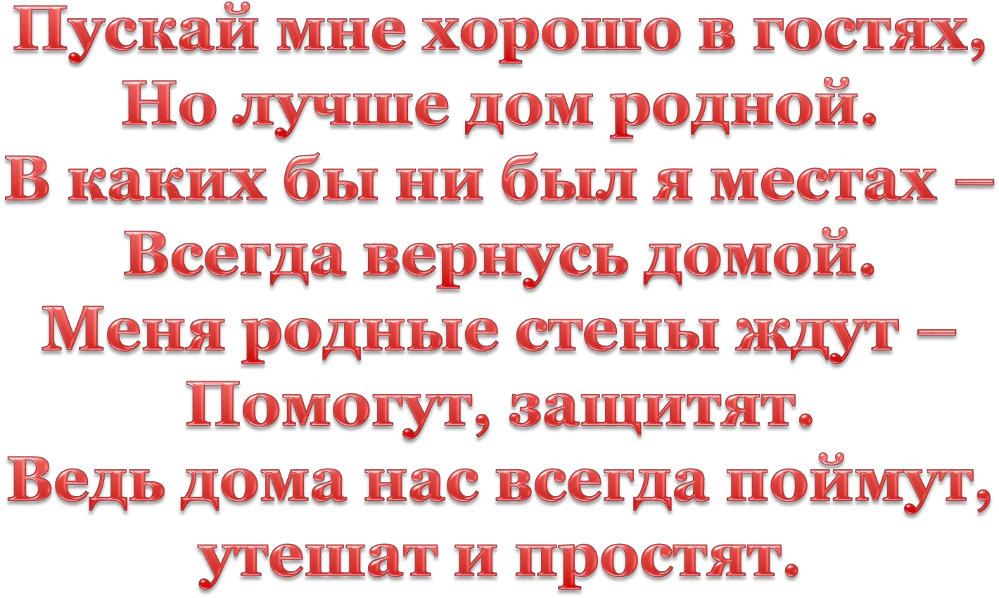 Пускай мне хорошо в гостях,
Но лучше дом родной.
В каких бы ни был я местах –
Всегда вернусь домой.
Меня родные стены ждут –
Помогут, защитят.
Ведь дома нас всегда поймут,
утешат и простят.